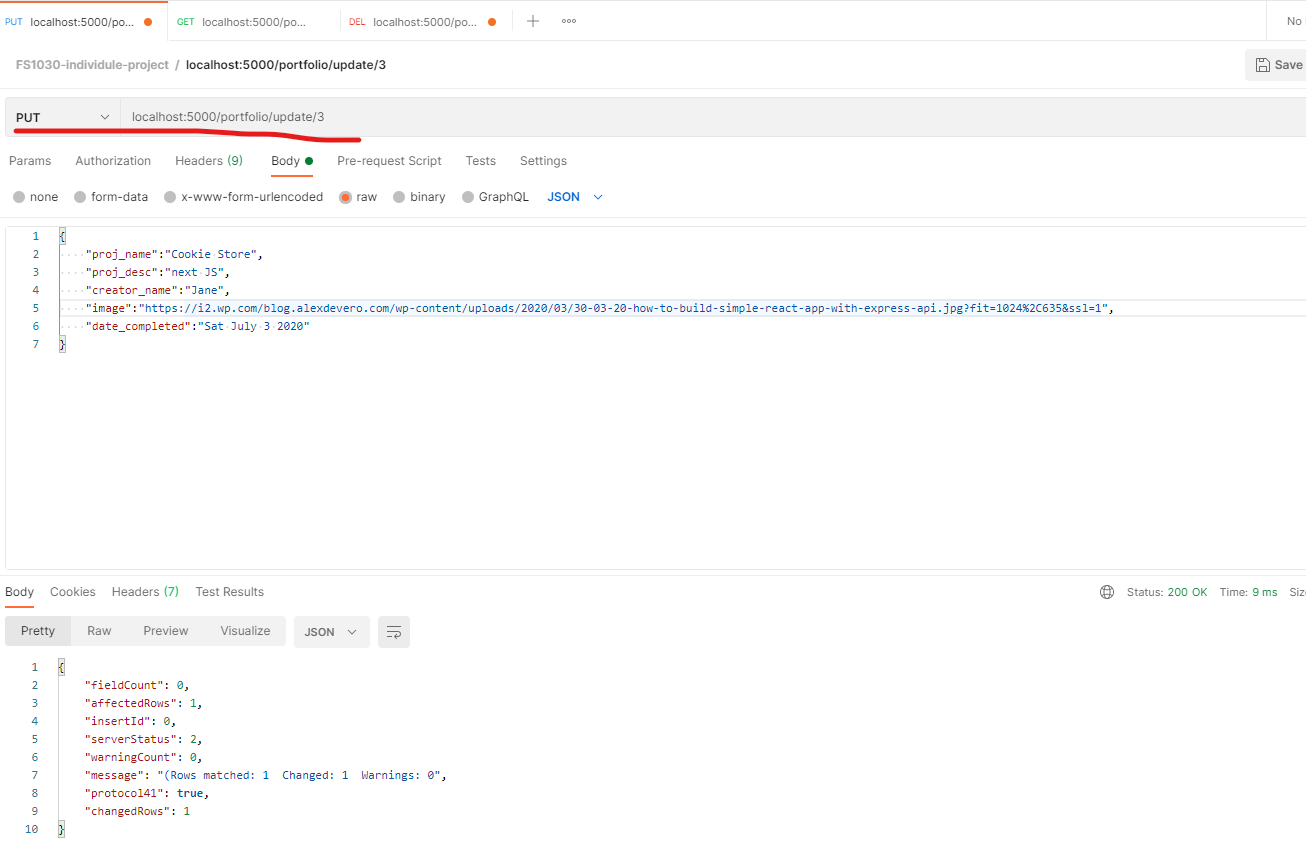 PUT localhost:5000/po... GET localhost:5000/po... DEL localhost:5000/po... No
FS1030-individule-project / localhost:5000/portfolio/update/3 Save
PUT localhost:5000/portfolio/update/3
Params Authorization Headers (9) Body Pre-request Script Tests Settings
none form-data x-www-form-urlencoded raw binary GraphQL JSON
1 {
2 "proj_name":"Cookie Store",
3 "proj_desc":"next JS",
4 "creator_name":"Jane",
5 "image":"https://i2.wp.com/blog.alexdevero.com/wp-content/uploads/2020/03/30-03-20-how-to-build-simple-react-app-with-express-api.jpg?fit=1024%2C635&ssl=1",
6 "date_completed":"Sat July 3 2020"
7 }
Body Cookies Headers (7) Test Results Status: 200 OK Time: 9 ms Siz
Pretty Raw Preview Visualize JSON
1 {
2 "fieldCount": 0,
3 "affectedRows": 1,
4 "insertId": 0,
5 "serverStatus": 2,
6 "warningCount": 0,
7 "message": "(Rows matched: 1  Changed: 1  Warnings: 0",
8 "protocol41": true,
9 "changedRows": 1
10 }